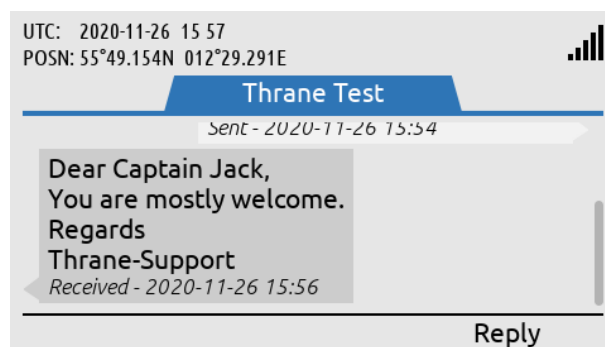 UTC: 2020-11-26 15 57
POSN: 55°49.154N 012°29.291E
Thrane Test
Sent - 2020-11-26 15:54
Dear Captain Jack,
You are mostly welcome.
Regards
Thrane-Support
Received - 2020-11-26 15:56
Reply